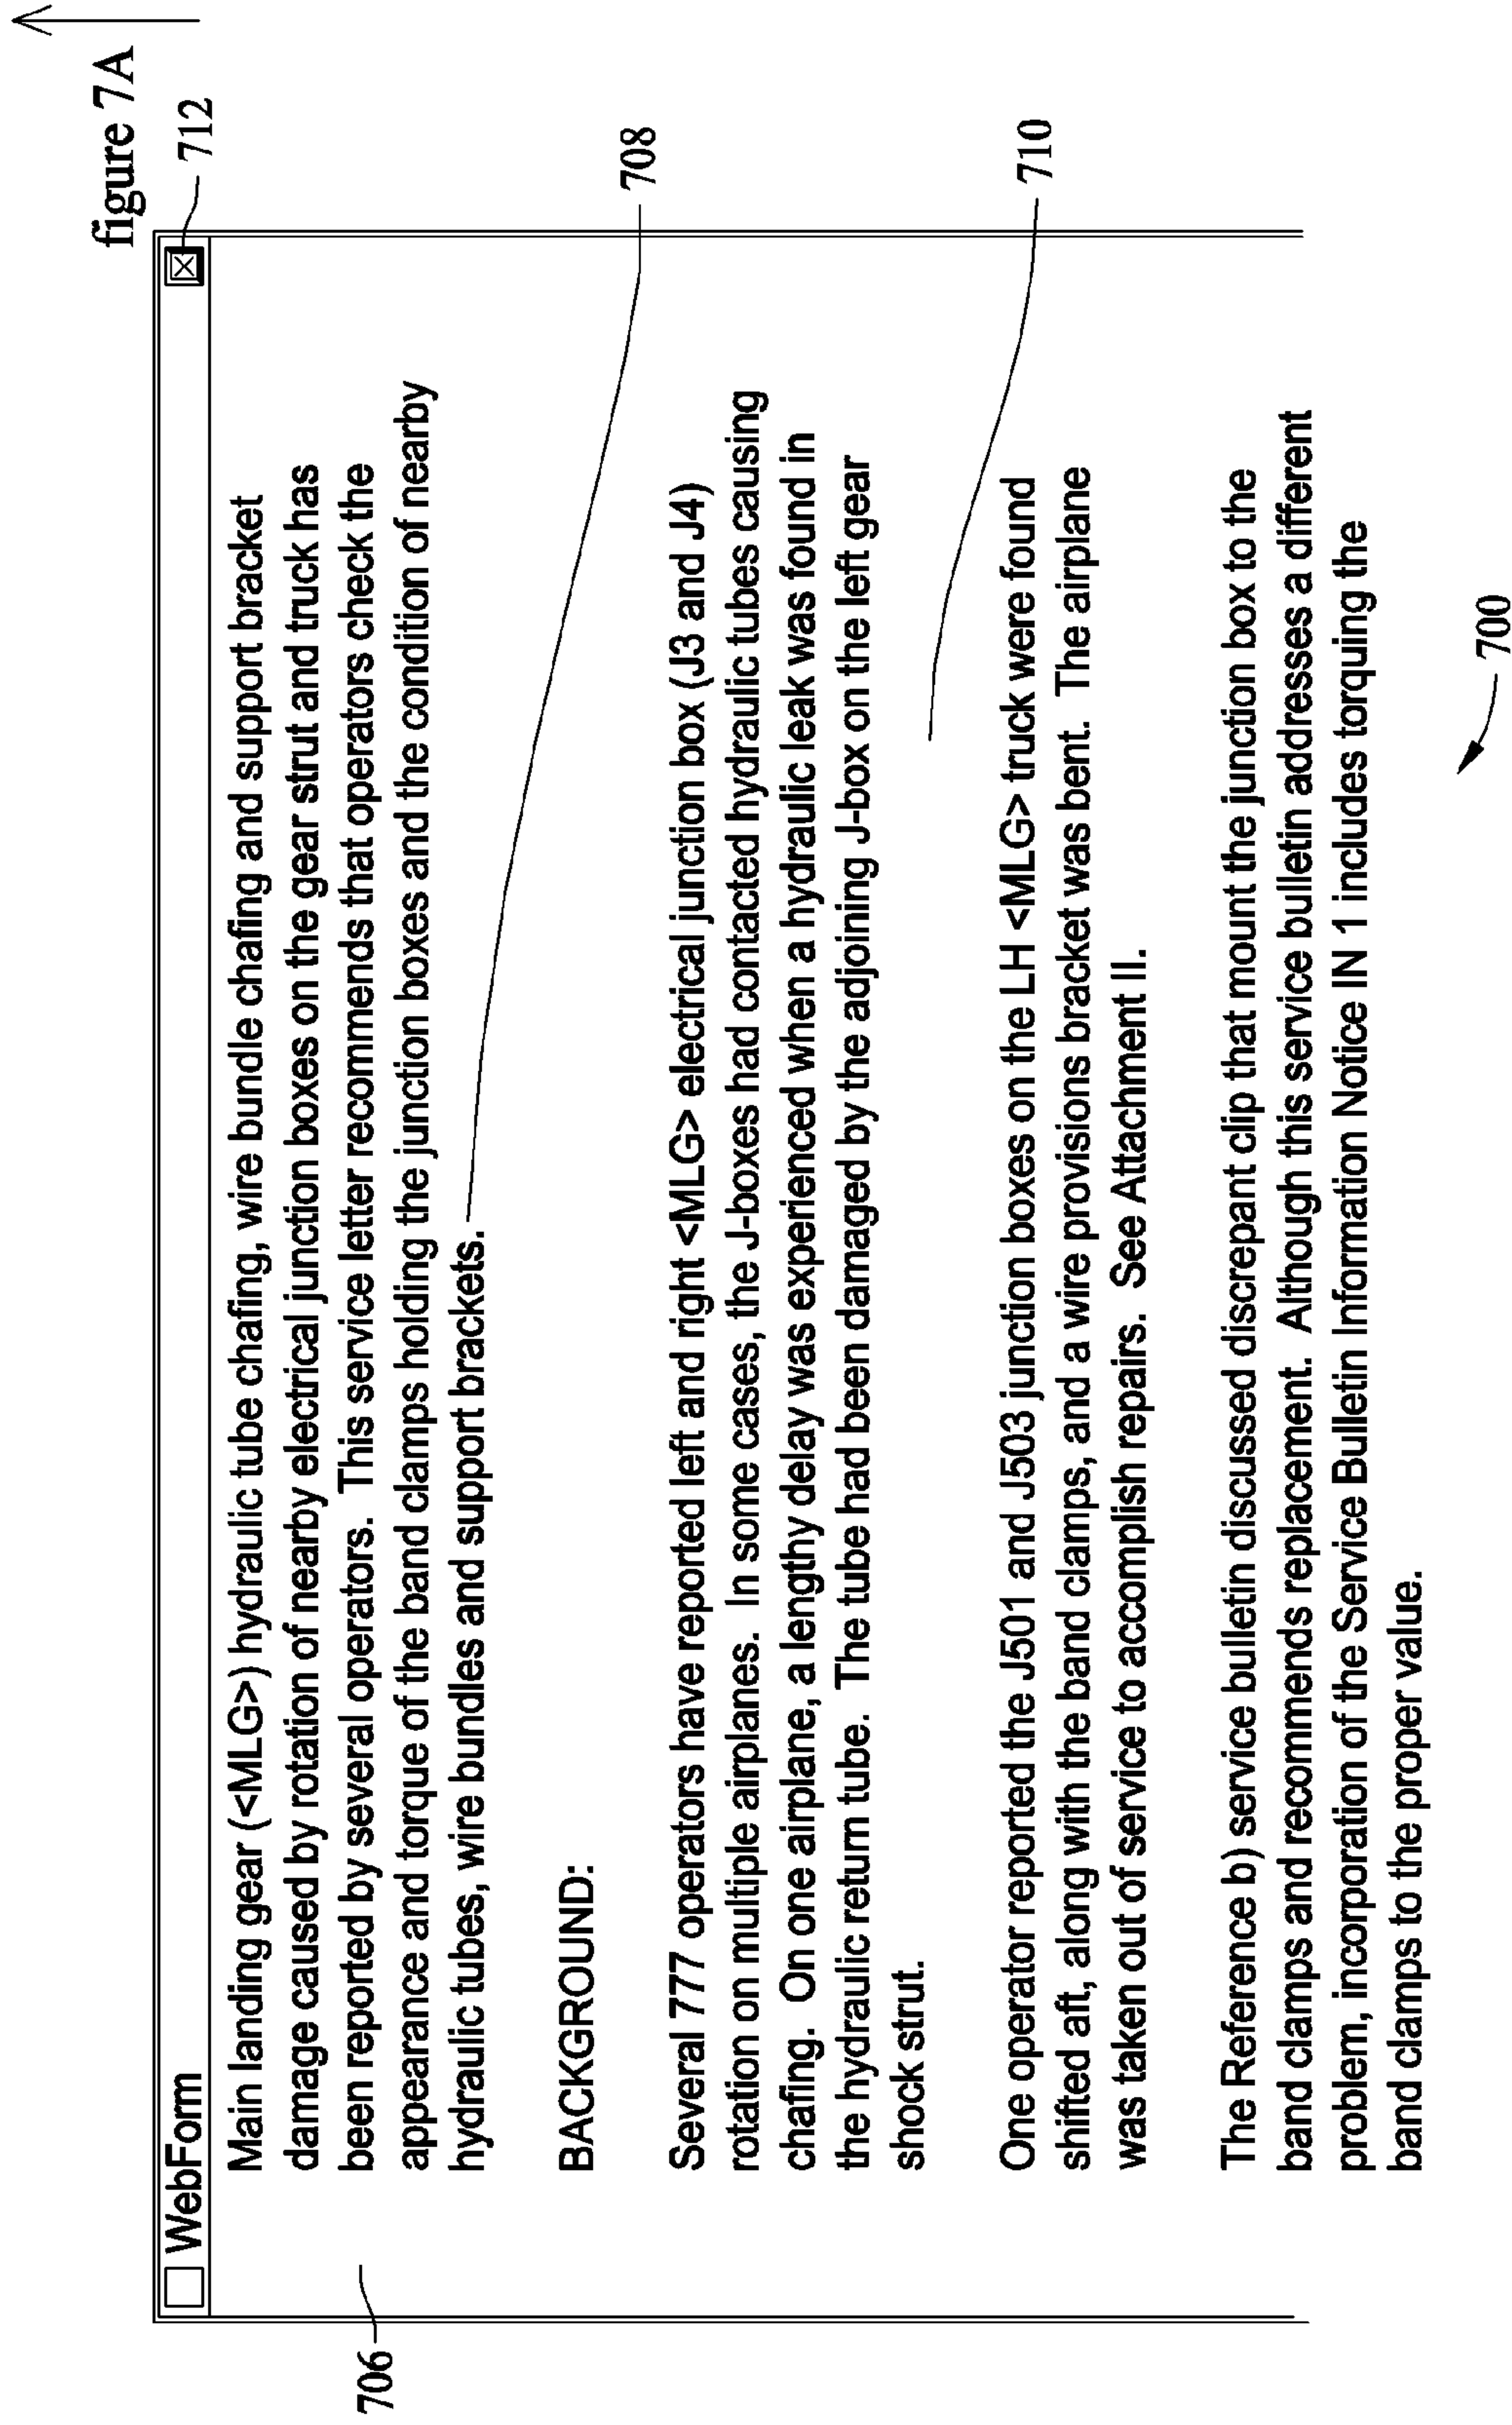 figure 7A
712
WebForm
Main landing gear (<MLG>) hydraulic tube chafing, wire bundle chafing and support bracket
damage caused by rotation of nearby electrical junction boxes on the gear strut and truck has
been reported by several operators. This service letter recommends that operators check the
706
appearance and torque of the band clamps holding the junction boxes and the condition of nearby
hydraulic tubes, wire bundles and support brackets.
708
BACKGROUND:
Several 777 operators have reported left and right <MLG> electrical junction box (J3 and J4)
rotation on multiple airplanes. In some cases, the J-boxes had contacted hydraulic tubes causing
chafing. On one airplane, a lengthy delay was experienced when a hydraulic leak was found in
the hydraulic return tube. The tube had been damaged by the adjoining J-box on the left gear
shock strut.
710
One operator reported the J501 and J503 junction boxes on the LH <MLG> truck were found
shifted aft, along with the band clamps, and a wire provisions bracket was bent. The airplane
was taken out of service to accomplish repairs. See Attachment II.
The Reference b) service bulletin discussed discrepant clip that mount the junction box to the
band clamps and recommends replacement. Although this service bulletin addresses a different
problem, incorporation of the Service Bulletin Information Notice IN 1 includes torquing the
band clamps to the proper value.
700